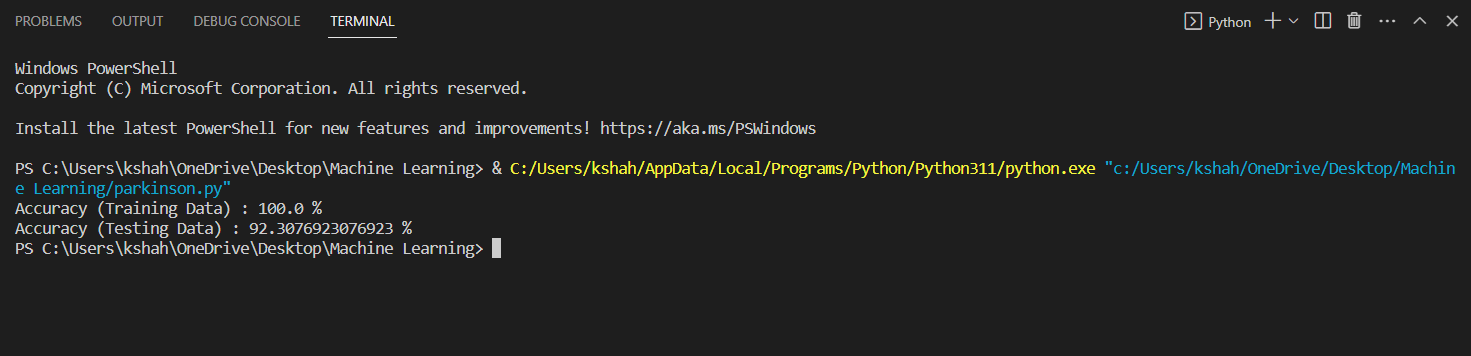 PROBLEMS OUTPUT DEBUG CONSOLE TERMINAL Python
Windows PowerShell
Copyright (C) Microsoft Corporation. All rights reserved.
Install the latest PowerShell for new features and improvements! https://aka.ms/PSWindows
PS C:\Users\kshah\OneDrive\Desktop\Machine Learning> & C:/Users/kshah/AppData/Local/Programs/Python/Python311/python.exe "c:/Users/kshah/OneDrive/Desktop/Machin
e Learning/parkinson.py"
Accuracy (Training Data) : 100.0 %
Accuracy (Testing Data) : 92.3076923076923 %
PS C:\Users\kshah\OneDrive\Desktop\Machine Learning>